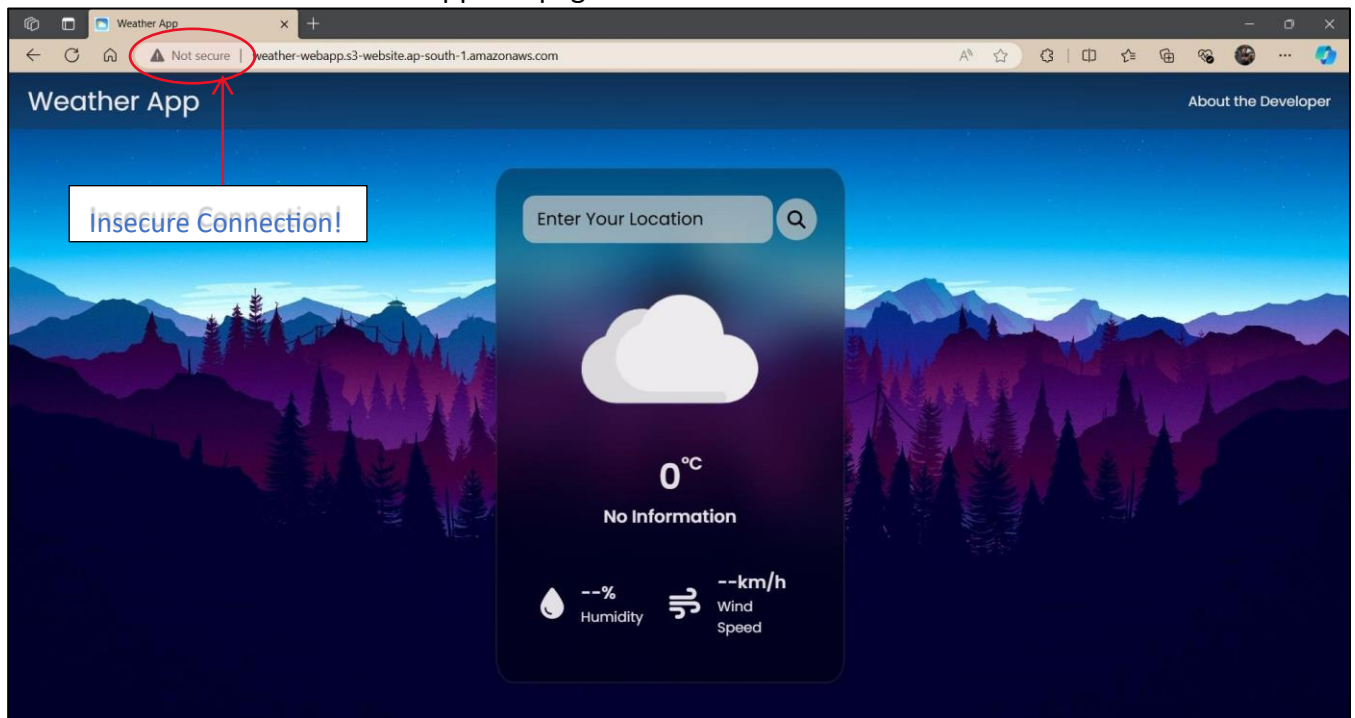 Weather App
Not secure | weather-webapp.s3-website.ap-south-1.amazonaws.com
Weather App
About the Developer
Insecure Connection!
Enter Your Location
0°C
No Information
--%
Humidity
--km/h
Wind
Speed